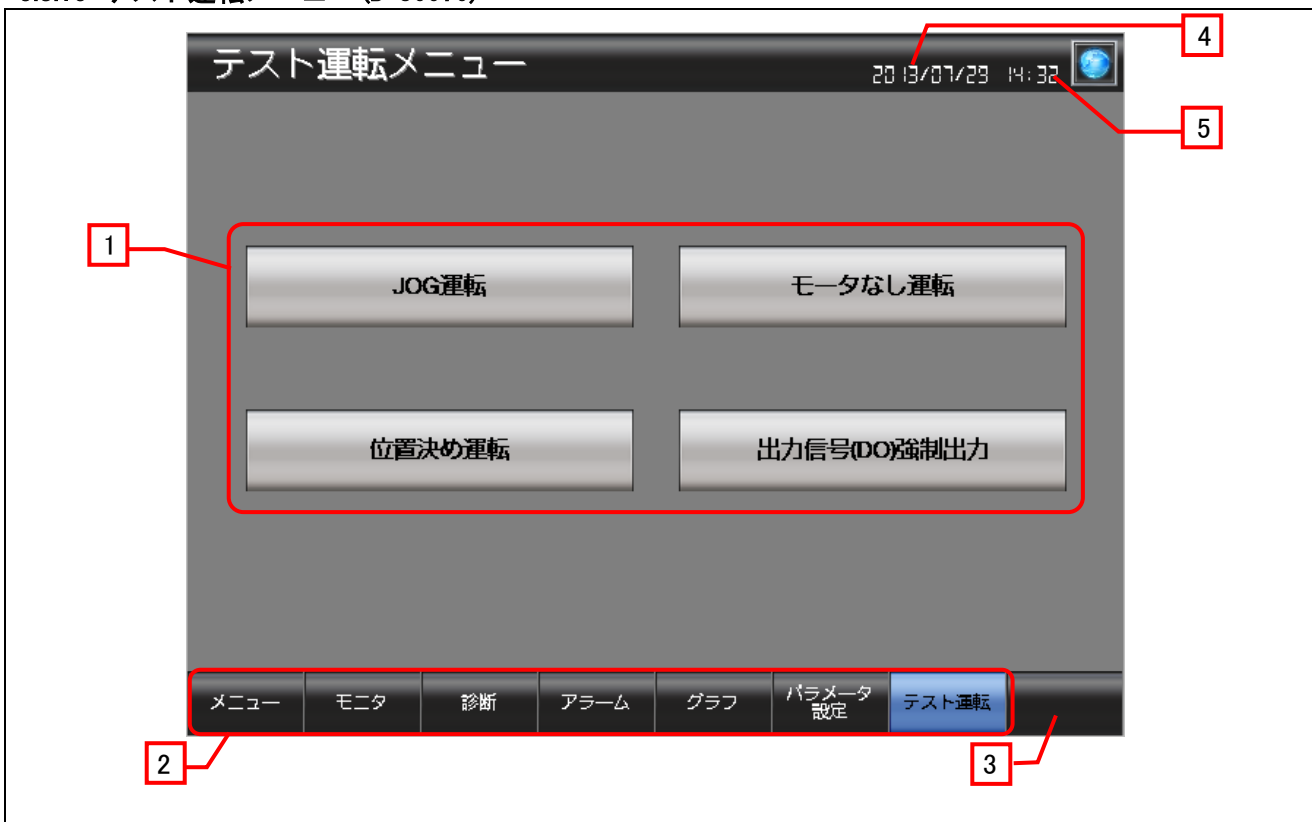 テスト運転メニュー
2013/07/29 14:32
4
5
1
JOG運転
モータなし運転
位置決め運転
出力信号(DO)強制出力
メニュー
モニタ
診断
アラーム
グラフ
パラメータ
設定
テスト運転
2
3